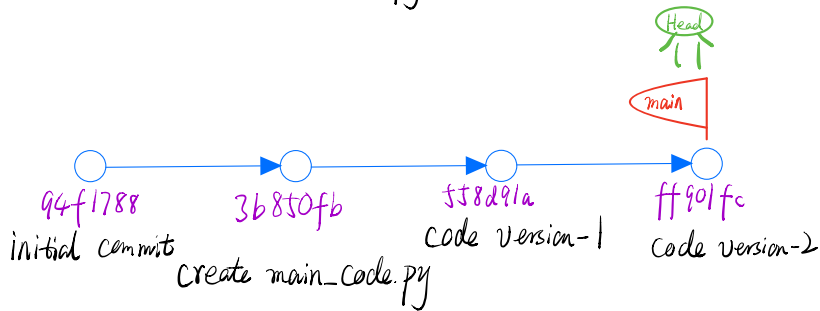 Head
main
94f1788
3b850fb
558d91a
ff901fc
initial commit
create main_code.py
code version-1
code version-2